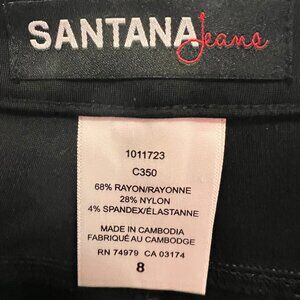 SANTANA Jeans
1011723
C350
68% RAYON/RAYONNE
28% NYLON
4% SPANDEX/ÉLASTANNE
MADE IN CAMBODIA
FABRIQUÉ AU CAMBODGE
RN 74979 CA 03174
8